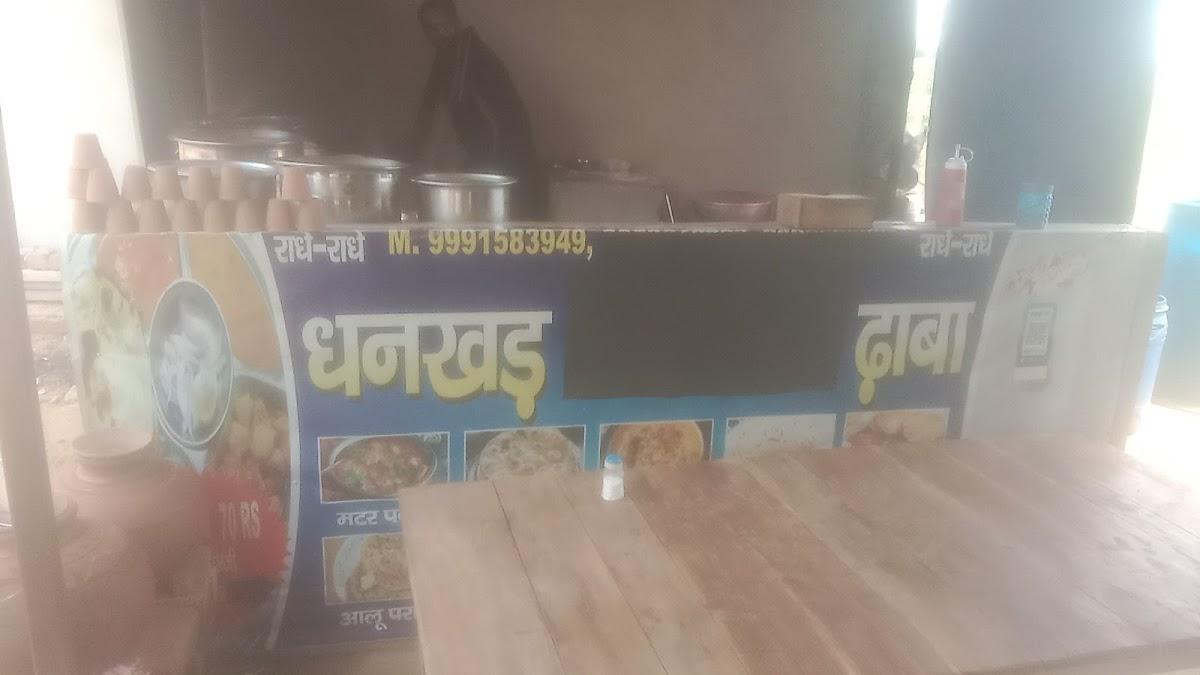 राधे-राधे M. 9991583949, राधे-राधे
धनखड़ ढ़ाबा
70 RS
मटर
आलू